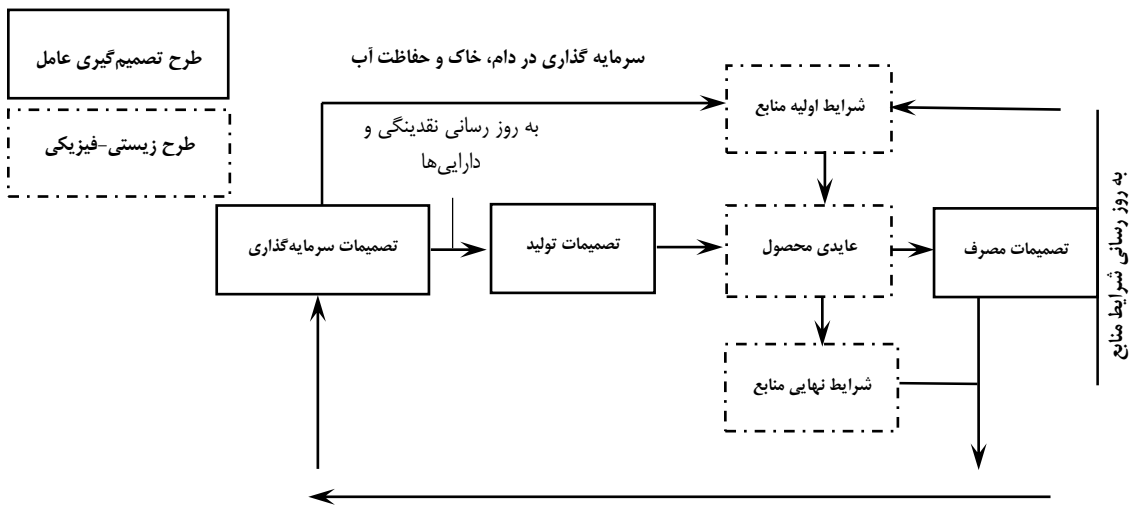 طرح تصمیم‌گیری عامل
طرح زیستی-فیزیکی
سرمایه گذاری در دام، خاک و حفاظت آب
به روز رسانی نقدینگی و
دارایی‌ها
شرایط اولیه منابع
تصمیمات سرمایه‌گذاری
تصمیمات تولید
عایدی محصول
تصمیمات مصرف
شرایط نهایی منابع
به روز رسانی شرایط منابع